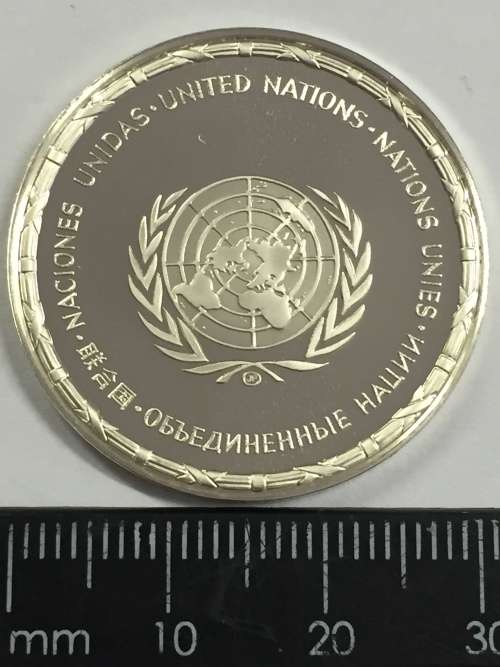 UNITED NATIONS · NATIONS UNIES · ОБЪЕДИНЕННЫЕ НАЦИИ · 联合国 · NACIONES UNIDAS ·
mm 10 20 30